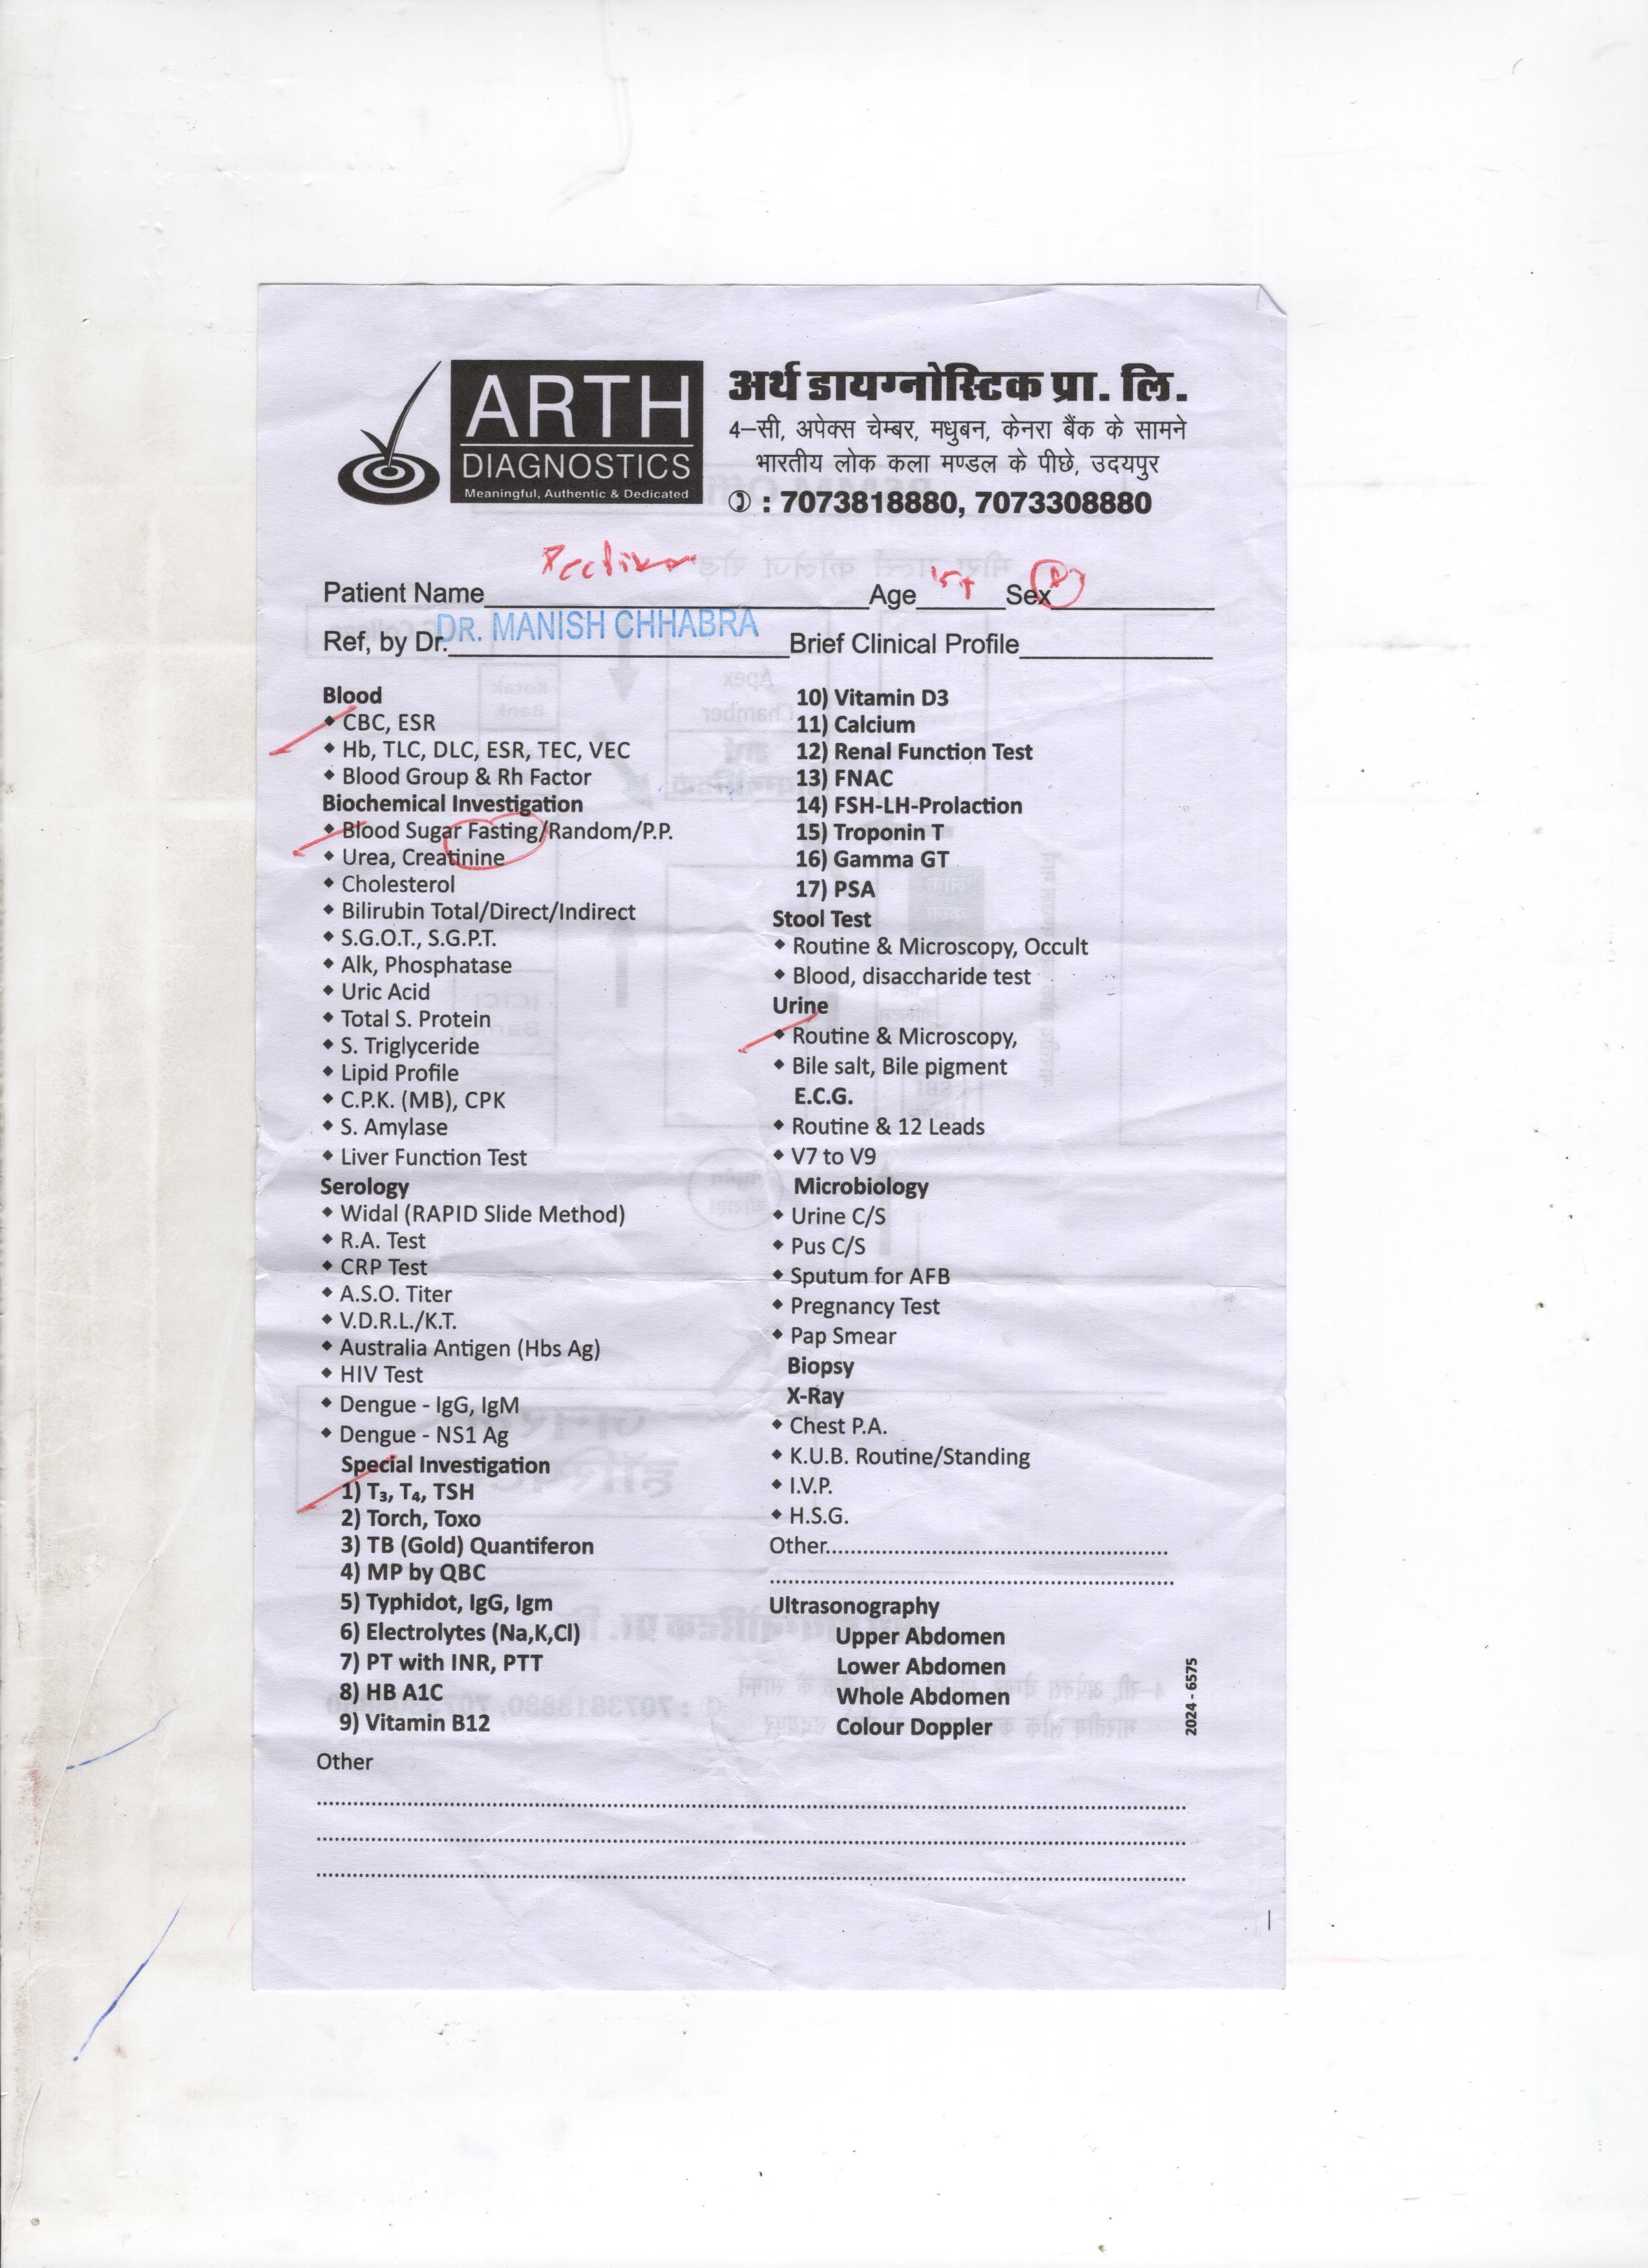 ARTH
DIAGNOSTICS
Meaningful, Authentic & Dedicated
अर्थ डायग्नोस्टिक प्रा. लि.
4–सी, अपेक्स चेम्बर, मधुबन, केनरा बैंक के सामने
भारतीय लोक कला मण्डल के पीछे, उदयपुर
: 7073818880, 7073308880
Patient Name Age Sex
Ref, by Dr. DR. MANISH CHHABRA Brief Clinical Profile
Blood
CBC, ESR
Hb, TLC, DLC, ESR, TEC, VEC
Blood Group & Rh Factor
Biochemical Investigation
Blood Sugar Fasting/Random/P.P.
Urea, Creatinine
Cholesterol
Bilirubin Total/Direct/Indirect
S.G.O.T., S.G.P.T.
Alk, Phosphatase
Uric Acid
Total S. Protein
S. Triglyceride
Lipid Profile
C.P.K. (MB), CPK
S. Amylase
Liver Function Test
Serology
Widal (RAPID Slide Method)
R.A. Test
CRP Test
A.S.O. Titer
V.D.R.L./K.T.
Australia Antigen (Hbs Ag)
HIV Test
Dengue - IgG, IgM
Dengue - NS1 Ag
Special Investigation
1) T₃, T₄, TSH
2) Torch, Toxo
3) TB (Gold) Quantiferon
4) MP by QBC
5) Typhidot, IgG, Igm
6) Electrolytes (Na,K,Cl)
7) PT with INR, PTT
8) HB A1C
9) Vitamin B12
10) Vitamin D3
11) Calcium
12) Renal Function Test
13) FNAC
14) FSH-LH-Prolaction
15) Troponin T
16) Gamma GT
17) PSA
Stool Test
Routine & Microscopy, Occult
Blood, disaccharide test
Urine
Routine & Microscopy,
Bile salt, Bile pigment
E.C.G.
Routine & 12 Leads
V7 to V9
Microbiology
Urine C/S
Pus C/S
Sputum for AFB
Pregnancy Test
Pap Smear
Biopsy
X-Ray
Chest P.A.
K.U.B. Routine/Standing
I.V.P.
H.S.G.
Other
Ultrasonography
Upper Abdomen
Lower Abdomen
Whole Abdomen
Colour Doppler
2024 - 6575
Other